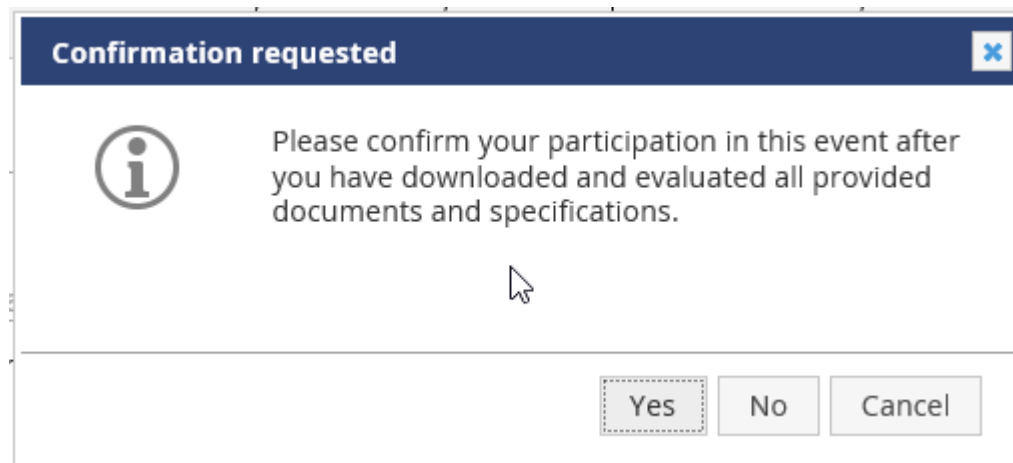 Confirmation requested
Please confirm your participation in this event after
you have downloaded and evaluated all provided
documents and specifications.
Yes No Cancel